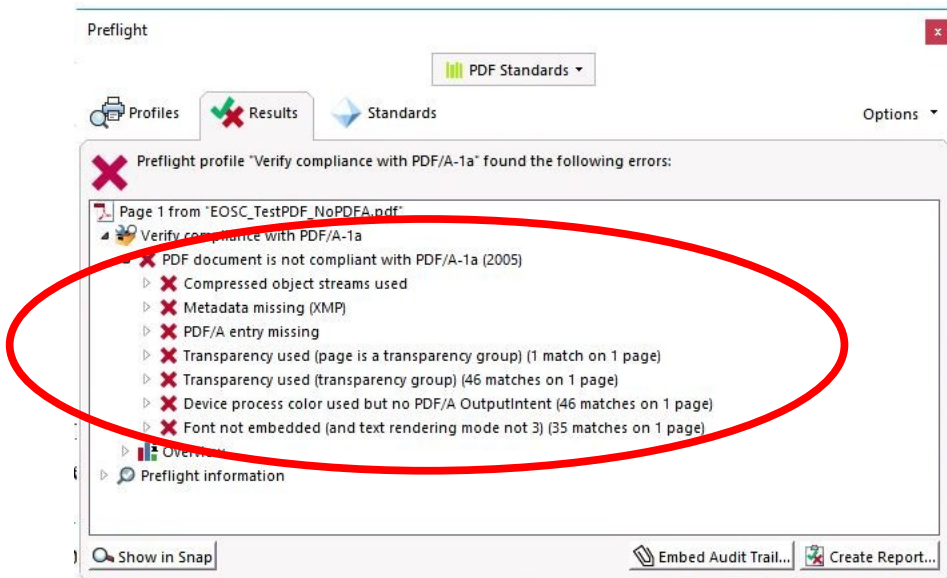 Preflight
x
PDF Standards
Profiles
Results
Standards
Options
Preflight profile "Verify compliance with PDF/A-1a" found the following errors:
Page 1 from "EOSC_TestPDF_NoPDFA.pdf"
Verify compliance with PDF/A-1a
PDF document is not compliant with PDF/A-1a (2005)
Compressed object streams used
Metadata missing (XMP)
PDF/A entry missing
Transparency used (page is a transparency group) (1 match on 1 page)
Transparency used (transparency group) (46 matches on 1 page)
Device process color used but no PDF/A OutputIntent (46 matches on 1 page)
Font not embedded (and text rendering mode not 3) (35 matches on 1 page)
Overview
Preflight information
Show in Snap
Embed Audit Trail...
Create Report...